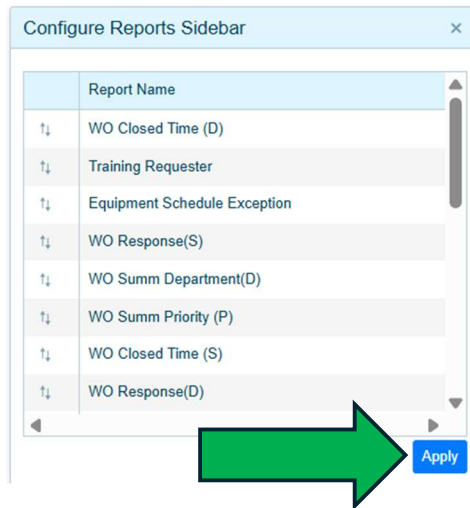 Configure Reports Sidebar
Report Name
WO Closed Time (D)
Training Requester
Equipment Schedule Exception
WO Response(S)
WO Summ Department(D)
WO Summ Priority (P)
WO Closed Time (S)
WO Response(D)
Apply